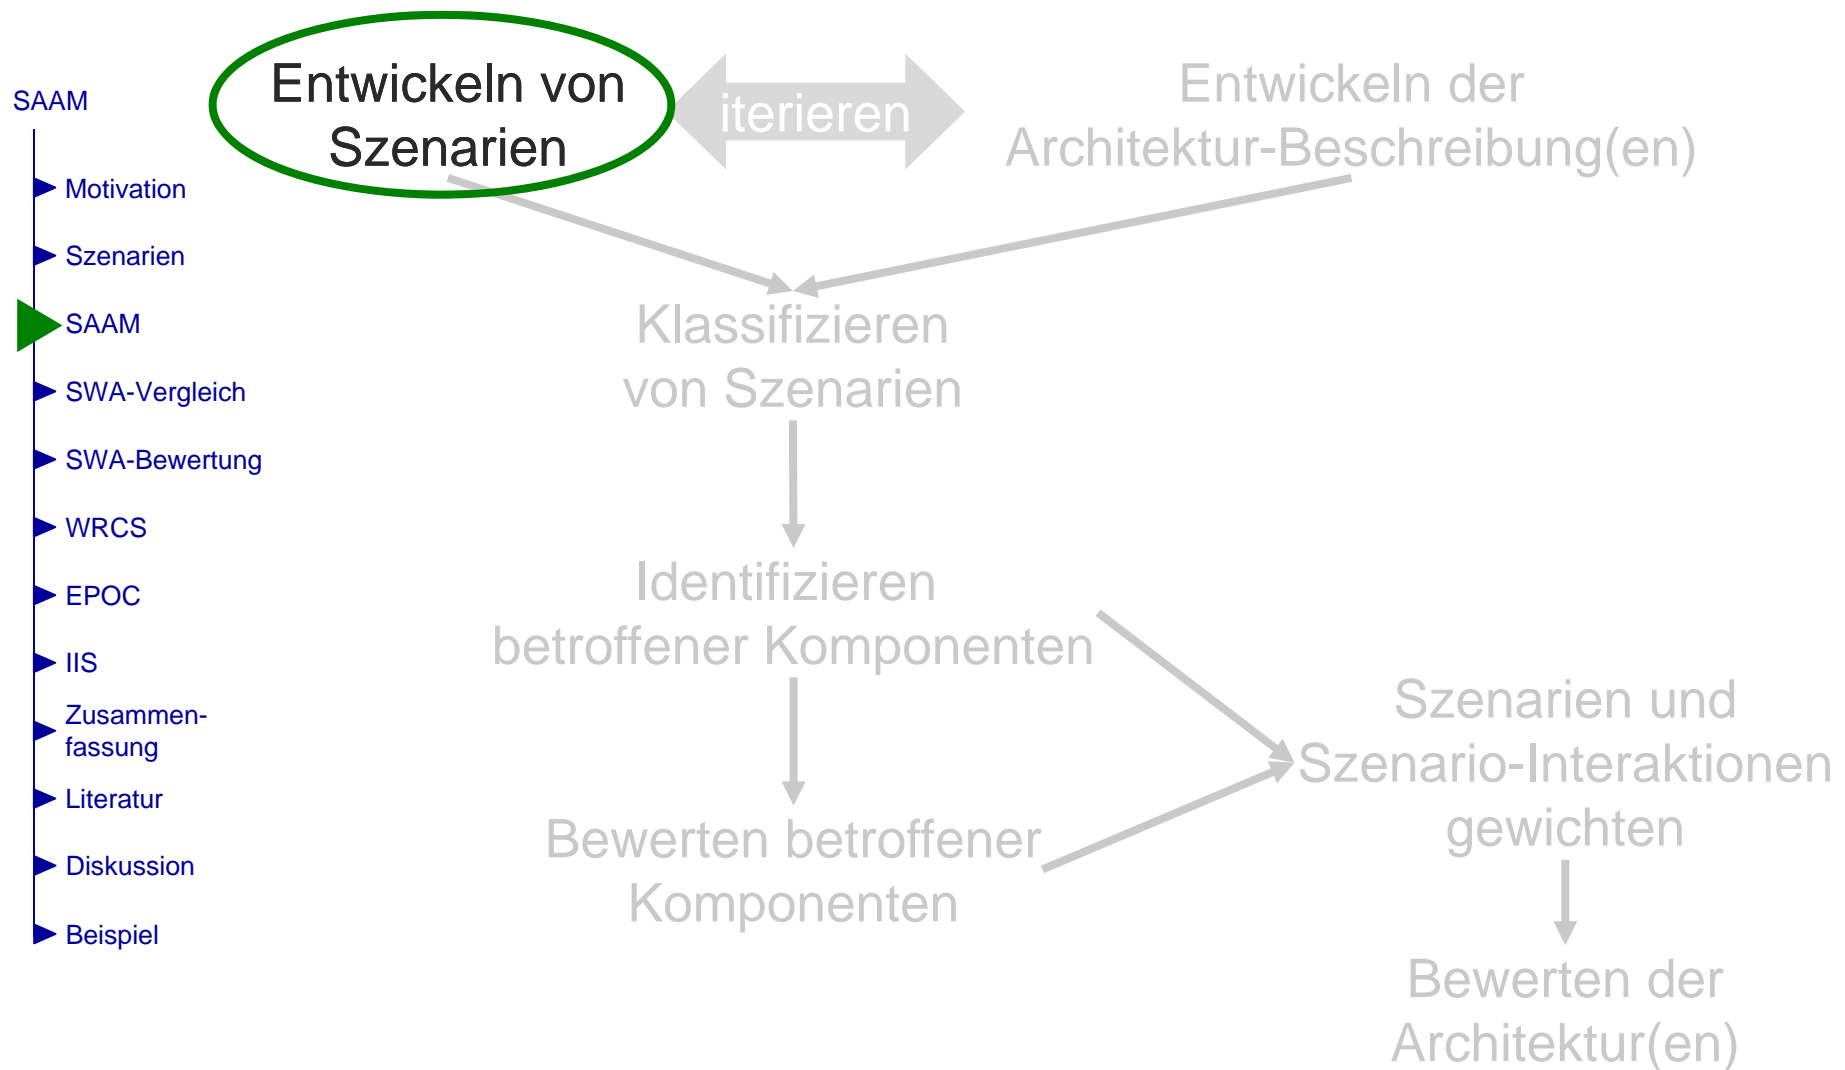 SAAM
Motivation
Szenarien
SAAM
SWA-Vergleich
SWA-Bewertung
WRCS
EPOC
IIS
Zusammen-
fassung
Literatur
Diskussion
Beispiel
Entwickeln von
Szenarien
iterieren
Entwickeln der
Architektur-Beschreibung(en)
Klassifizieren
von Szenarien
Identifizieren
betroffener Komponenten
Bewerten betroffener
Komponenten
Szenarien und
Szenario-Interaktionen
gewichten
Bewerten der
Architektur(en)